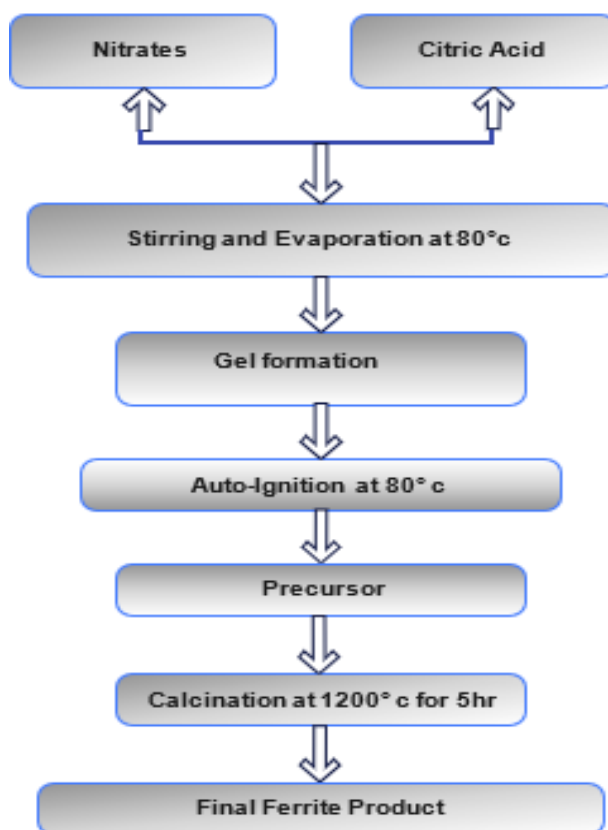 Nitrates
Citric Acid
Stirring and Evaporation at 80°c
Gel formation
Auto-Ignition at 80° c
Precursor
Calcination at 1200° c for 5hr
Final Ferrite Product